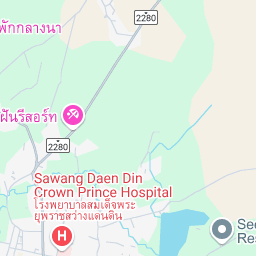 พักกลางนา
2280
ฝันรีสอร์ท
2280
Sawang Daen Din
Crown Prince Hospital
โรงพยาบาลสมเด็จพระ
ยุพราชสว่างแดนดิน
H
See
Res